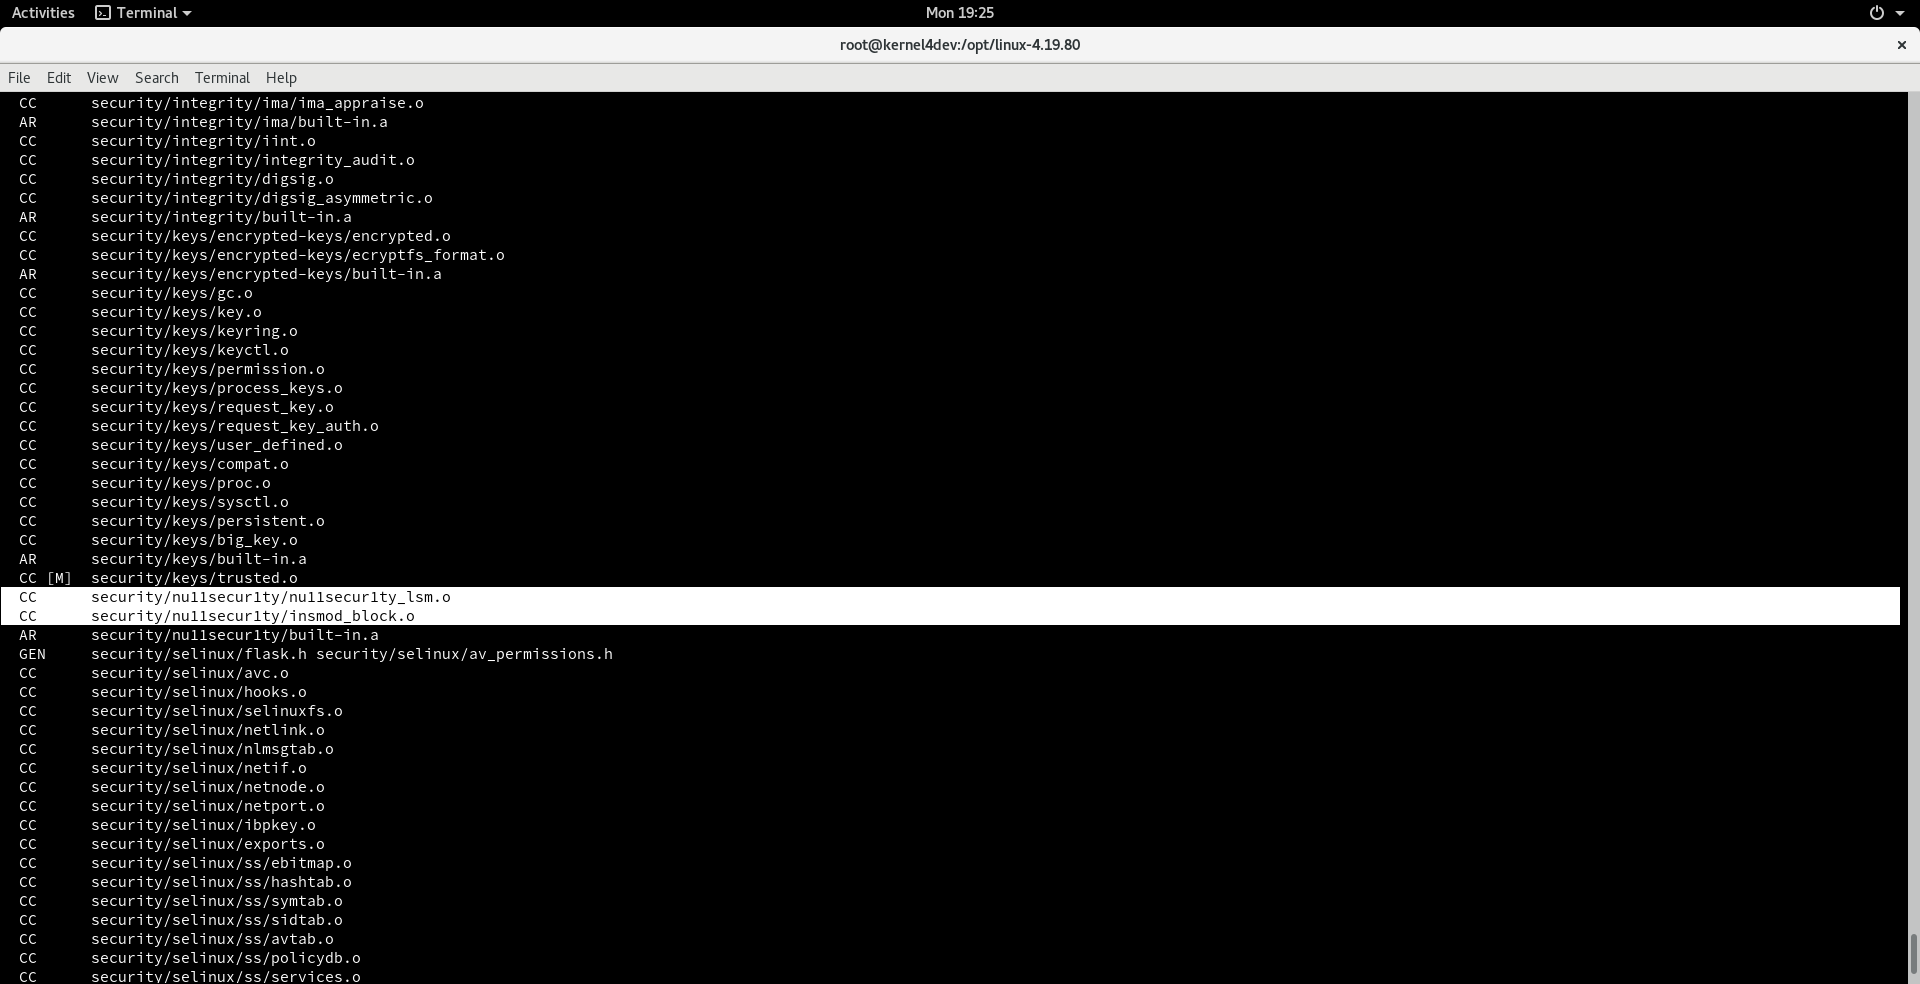 Activities Terminal Mon 19:25
root@kernel4dev:/opt/linux-4.19.80 ×
File Edit View Search Terminal Help
CC security/integrity/ima/ima_appraise.o
AR security/integrity/ima/built-in.a
CC security/integrity/iint.o
CC security/integrity/integrity_audit.o
CC security/integrity/digsig.o
CC security/integrity/digsig_asymmetric.o
AR security/integrity/built-in.a
CC security/keys/encrypted-keys/encrypted.o
CC security/keys/encrypted-keys/ecryptfs_format.o
AR security/keys/encrypted-keys/built-in.a
CC security/keys/gc.o
CC security/keys/key.o
CC security/keys/keyring.o
CC security/keys/keyctl.o
CC security/keys/permission.o
CC security/keys/process_keys.o
CC security/keys/request_key.o
CC security/keys/request_key_auth.o
CC security/keys/user_defined.o
CC security/keys/compat.o
CC security/keys/proc.o
CC security/keys/sysctl.o
CC security/keys/persistent.o
CC security/keys/big_key.o
AR security/keys/built-in.a
CC [M] security/keys/trusted.o
CC security/nu11secur1ty/nu11secur1ty_lsm.o
CC security/nu11secur1ty/insmod_block.o
AR security/nu11secur1ty/built-in.a
GEN security/selinux/flask.h security/selinux/av_permissions.h
CC security/selinux/avc.o
CC security/selinux/hooks.o
CC security/selinux/selinuxfs.o
CC security/selinux/netlink.o
CC security/selinux/nlmsgtab.o
CC security/selinux/netif.o
CC security/selinux/netnode.o
CC security/selinux/netport.o
CC security/selinux/ibpkey.o
CC security/selinux/exports.o
CC security/selinux/ss/ebitmap.o
CC security/selinux/ss/hashtab.o
CC security/selinux/ss/symtab.o
CC security/selinux/ss/sidtab.o
CC security/selinux/ss/avtab.o
CC security/selinux/ss/policydb.o
CC security/selinux/ss/services.o